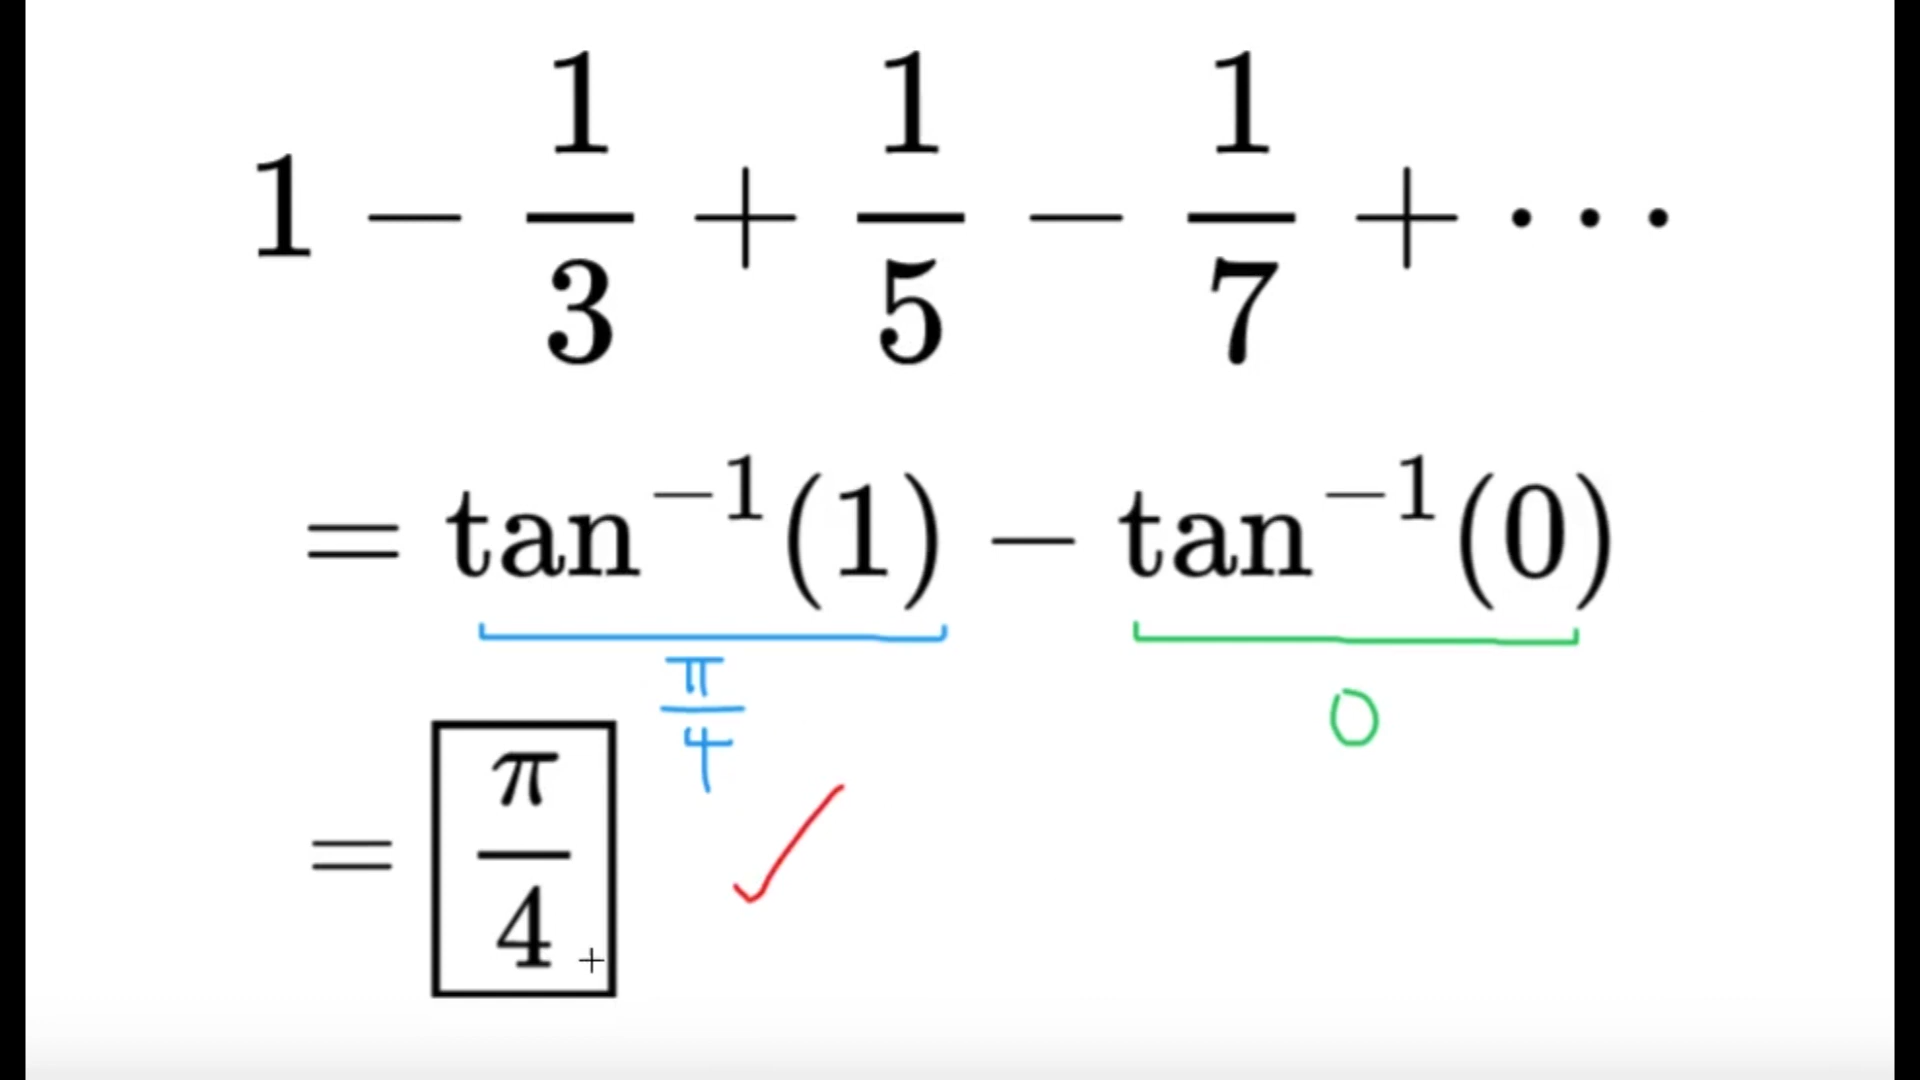 1 − 1/3 + 1/5 − 1/7 + ⋯
= tan⁻¹(1) − tan⁻¹(0)
π/4 0
= π/4